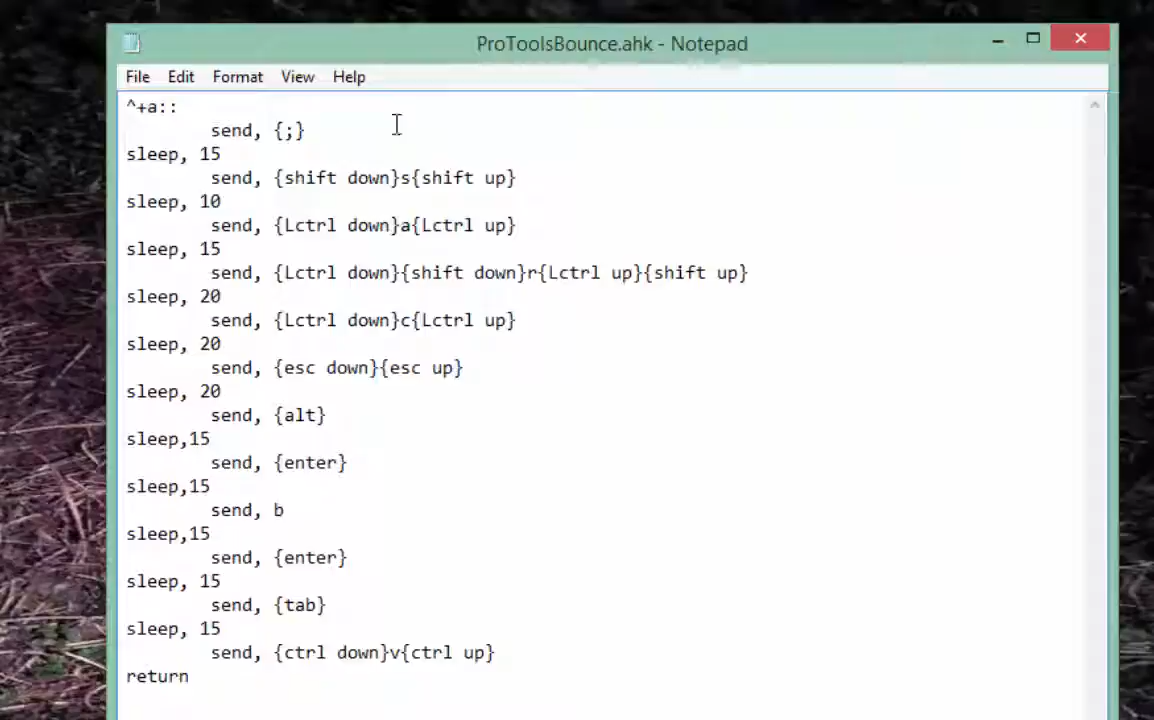 ProToolsBounce.ahk - Notepad
File Edit Format View Help
^+a::
send, {;}
sleep, 15
send, {shift down}s{shift up}
sleep, 10
send, {Lctrl down}a{Lctrl up}
sleep, 15
send, {Lctrl down}{shift down}r{Lctrl up}{shift up}
sleep, 20
send, {Lctrl down}c{Lctrl up}
sleep, 20
send, {esc down}{esc up}
sleep, 20
send, {alt}
sleep,15
send, {enter}
sleep,15
send, b
sleep,15
send, {enter}
sleep, 15
send, {tab}
sleep, 15
send, {ctrl down}v{ctrl up}
return